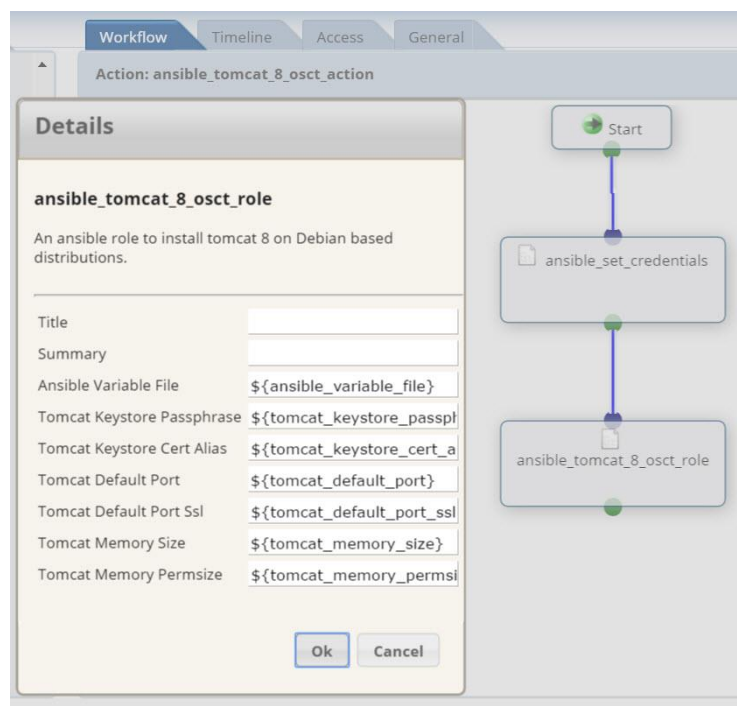 Workflow
Timeline
Access
General
Action: ansible_tomcat_8_osct_action
Details
ansible_tomcat_8_osct_role
An ansible role to install tomcat 8 on Debian based
distributions.
Title
Summary
Ansible Variable File ${ansible_variable_file}
Tomcat Keystore Passphrase ${tomcat_keystore_passph
Tomcat Keystore Cert Alias ${tomcat_keystore_cert_a
Tomcat Default Port ${tomcat_default_port}
Tomcat Default Port Ssl ${tomcat_default_port_ssl
Tomcat Memory Size ${tomcat_memory_size}
Tomcat Memory Permsize ${tomcat_memory_permsi
Ok
Cancel
Start
ansible_set_credentials
ansible_tomcat_8_osct_role